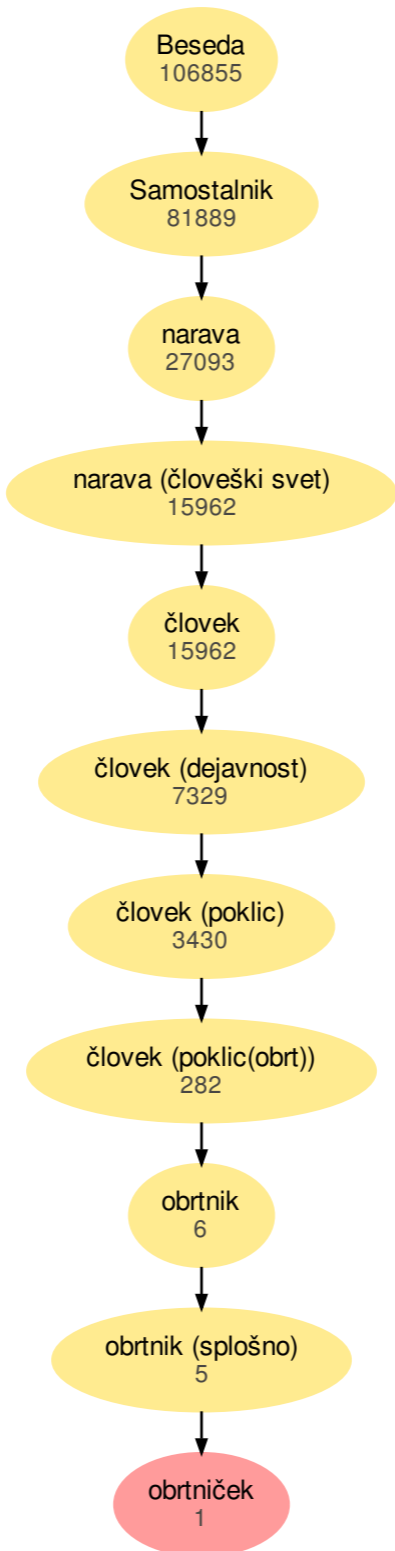 Beseda
106855
Samostalnik
81889
narava
27093
narava (človeški svet)
15962
človek
15962
človek (dejavnost)
7329
človek (poklic)
3430
človek (poklic(obrt))
282
obrtnik
6
obrtnik (splošno)
5
obrtniček
1